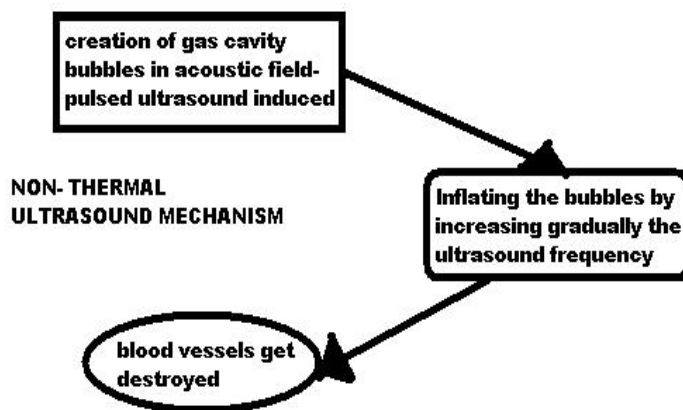 creation of gas cavity
bubbles in acoustic field-
pulsed ultrasound induced
NON- THERMAL
ULTRASOUND MECHANISM
Inflating the bubbles by
increasing gradually the
ultrasound frequency
blood vessels get
destroyed